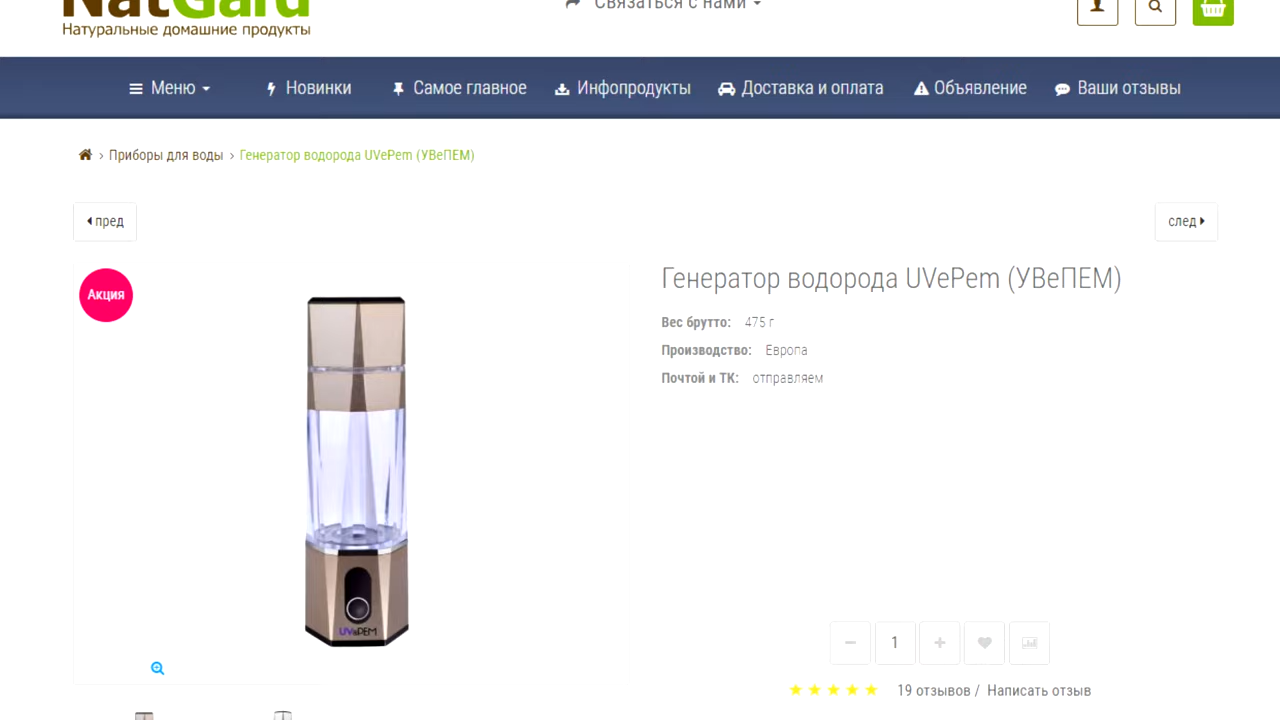 NatGard
Связаться с нами
Натуральные домашние продукты
Меню Новинки Самое главное Инфопродукты Доставка и оплата Объявление Ваши отзывы
› Приборы для воды › Генератор водорода UVePem (УВеПЕМ)
пред след
Акция
Генератор водорода UVePem (УВеПЕМ)
Вес брутто: 475 г
Производство: Европа
Почтой и ТК: отправляем
UVePEM
1
19 отзывов / Написать отзыв